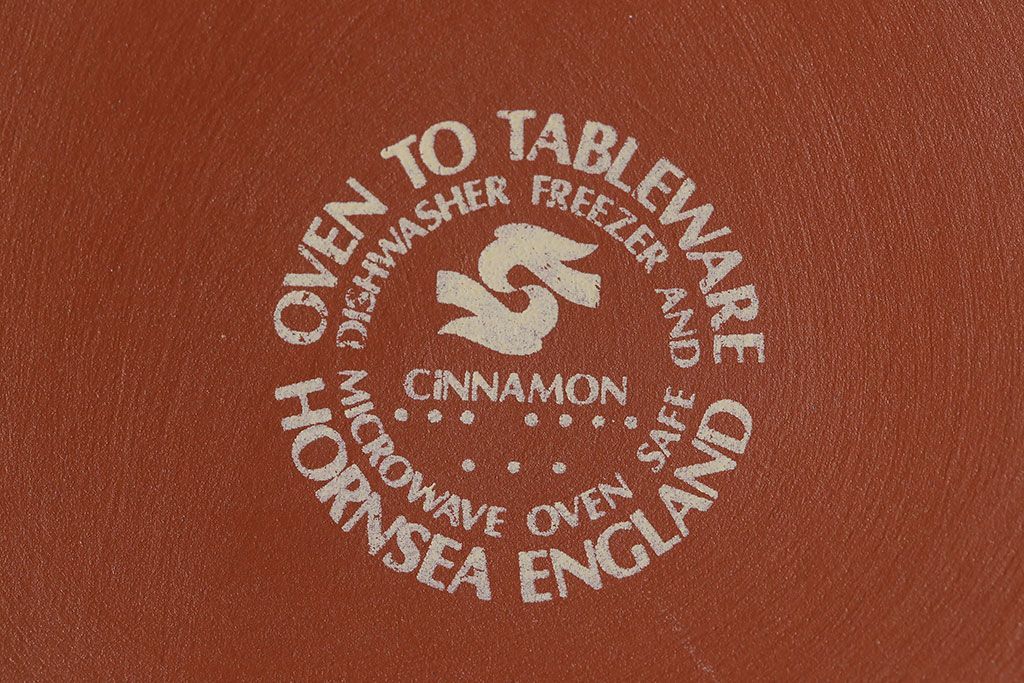 OVEN TO TABLEWARE
DISHWASHER FREEZER AND
CiNNAMON
MICROWAVE OVEN SAFE
HORNSEA ENGLAND